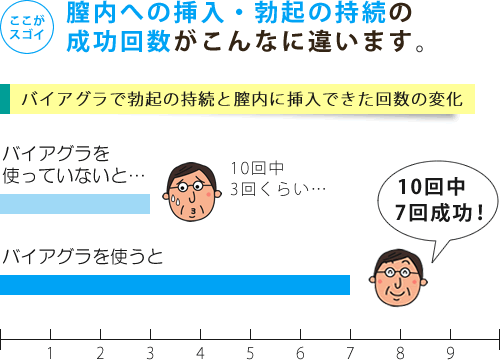 ここが
スゴイ
膣内への挿入・勃起の持続の
成功回数がこんなに違います。
バイアグラで勃起の持続と膣内に挿入できた回数の変化
バイアグラを
使っていないと…
10回中
3回くらい…
10回中
7回成功!
バイアグラを使うと
1 2 3 4 5 6 7 8 9